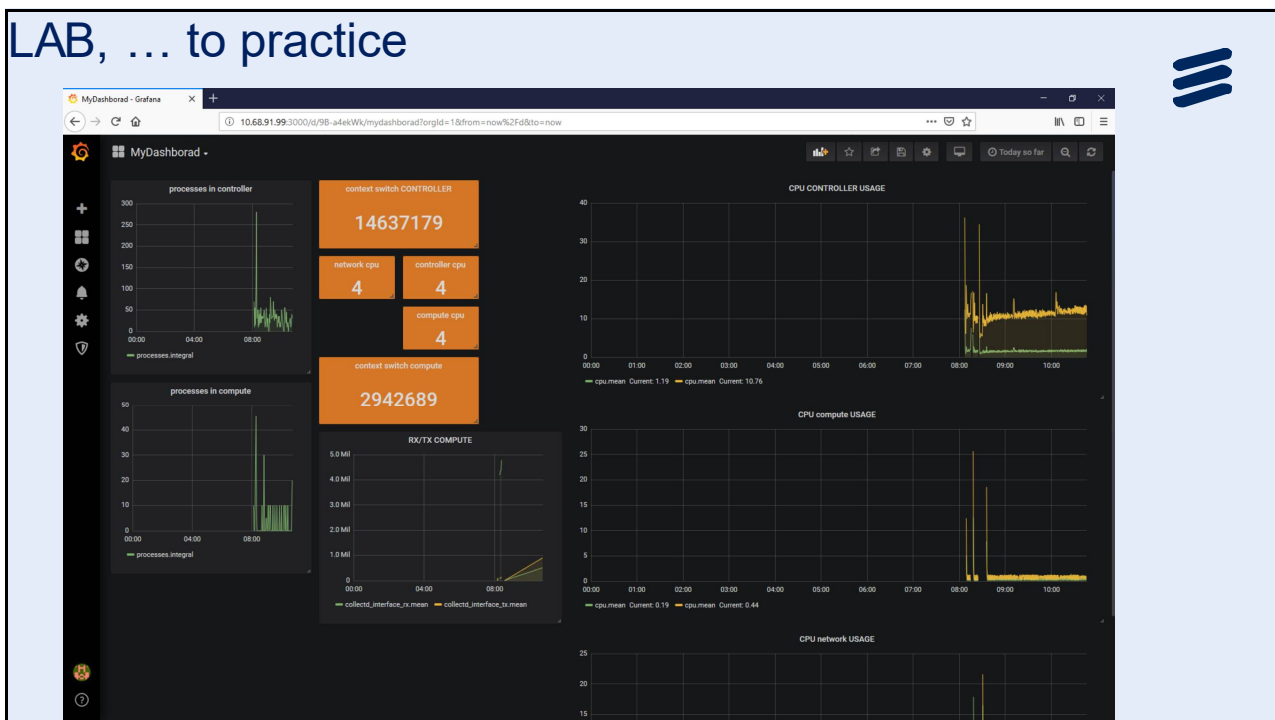 LAB, … to practice
MyDashborad - Grafana
10.68.91.99:3000/d/9B-a4ekWk/mydashborad?orgId=1&from=now%2Fd&to=now
MyDashborad
Today so far
processes in controller
300
250
200
150
100
50
0
00:00 04:00 08:00
processes.integral
processes in compute
50
40
30
20
10
0
00:00 04:00 08:00
processes.integral
context switch CONTROLLER
14637179
network cpu
4
controller cpu
4
compute cpu
4
context switch compute
2942689
RX/TX COMPUTE
5.0 Mil
4.0 Mil
3.0 Mil
2.0 Mil
1.0 Mil
0
00:00 04:00 08:00
collectd_interface_rx.mean collectd_interface_tx.mean
CPU CONTROLLER USAGE
40
30
20
10
0
00:00 01:00 02:00 03:00 04:00 05:00 06:00 07:00 08:00 09:00 10:00
cpu.mean Current: 1.19 cpu.mean Current: 10.76
CPU compute USAGE
30
25
20
15
10
5
0
00:00 01:00 02:00 03:00 04:00 05:00 06:00 07:00 08:00 09:00 10:00
cpu.mean Current: 0.19 cpu.mean Current: 0.44
CPU network USAGE
25
20
15